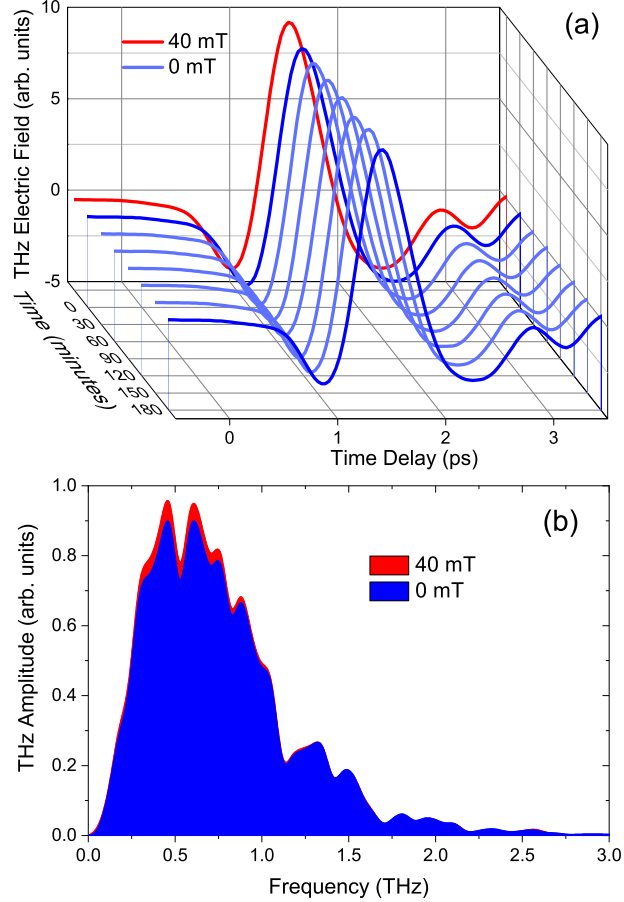 10
(a)
40 mT
0 mT
5
0
-5
THz Electric Field (arb. units)
Time (minutes)
0
30
60
90
120
150
180
0
1
2
3
Time Delay (ps)
1.0
(b)
40 mT
0 mT
0.8
0.6
0.4
0.2
0.0
THz Amplitude (arb. units)
0.0
0.5
1.0
1.5
2.0
2.5
3.0
Frequency (THz)